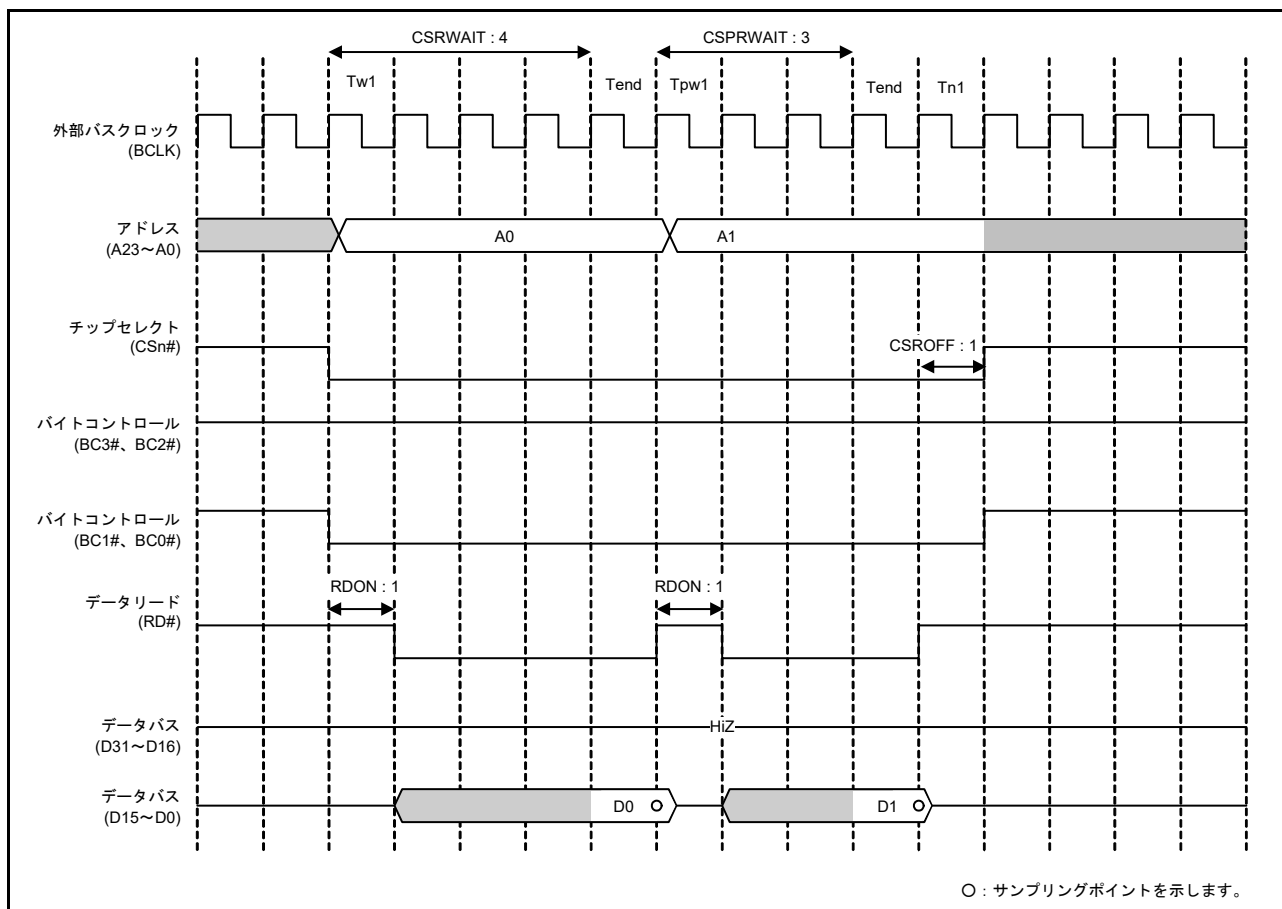 CSRWAIT : 4
CSPRWAIT : 3
Tw1
Tend
Tpw1
Tend
Tn1
外部バスクロック
(BCLK)
アドレス
(A23~A0)
A0
A1
チップセレクト
(CSn#)
CSROFF : 1
バイトコントロール
(BC3#、BC2#)
バイトコントロール
(BC1#、BC0#)
RDON : 1
RDON : 1
データリード
(RD#)
データバス
(D31~D16)
HiZ
データバス
(D15~D0)
D0
D1
○ : サンプリングポイントを示します。